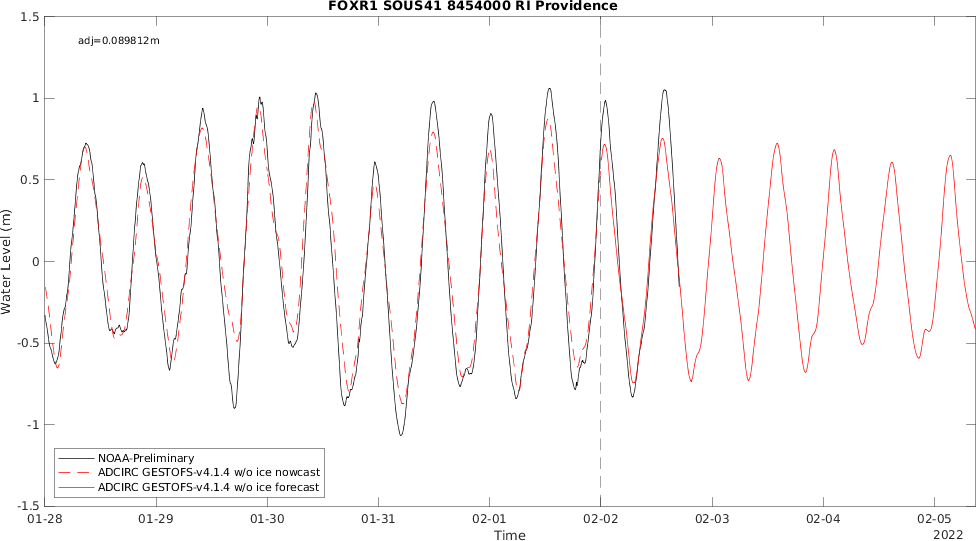 FOXR1 SOUS41 8454000 RI Providence
1.5
adj=0.089812m
1
0.5
0
-0.5
-1
-1.5
Water Level (m)
NOAA-Preliminary
ADCIRC GESTOFS-v4.1.4 w/o ice nowcast
ADCIRC GESTOFS-v4.1.4 w/o ice forecast
01-28 01-29 01-30 01-31 02-01 02-02 02-03 02-04 02-05
Time
2022